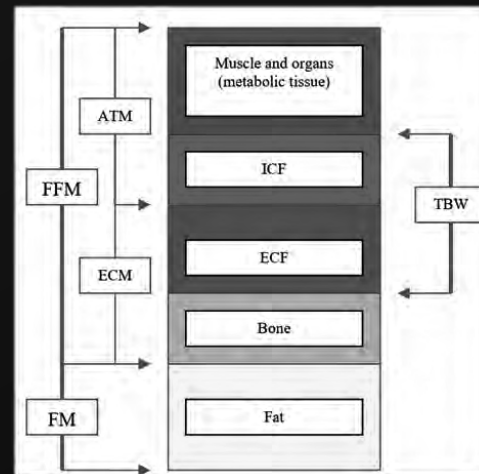 Muscle and organs
(metabolic tissue)
ATM
ICF
FFM
TBW
ECF
ECM
Bone
FM
Fat